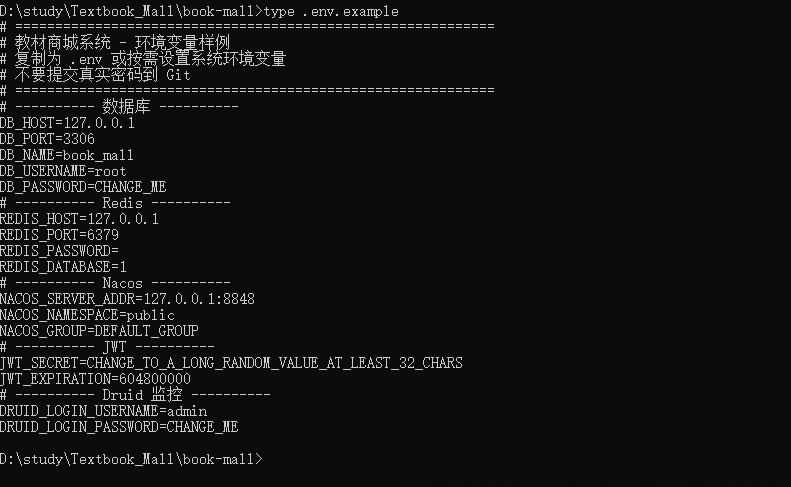 D:\study\Textbook_Mall\book-mall>type .env.example
# ============================================================
# 教材商城系统 - 环境变量样例
# 复制为 .env 或按需设置系统环境变量
# 不要提交真实密码到 Git
# ============================================================
# ---------- 数据库 ----------
DB_HOST=127.0.0.1
DB_PORT=3306
DB_NAME=book_mall
DB_USERNAME=root
DB_PASSWORD=CHANGE_ME
# ---------- Redis ----------
REDIS_HOST=127.0.0.1
REDIS_PORT=6379
REDIS_PASSWORD=
REDIS_DATABASE=1
# ---------- Nacos ----------
NACOS_SERVER_ADDR=127.0.0.1:8848
NACOS_NAMESPACE=public
NACOS_GROUP=DEFAULT_GROUP
# ---------- JWT ----------
JWT_SECRET=CHANGE_TO_A_LONG_RANDOM_VALUE_AT_LEAST_32_CHARS
JWT_EXPIRATION=604800000
# ---------- Druid 监控 ----------
DRUID_LOGIN_USERNAME=admin
DRUID_LOGIN_PASSWORD=CHANGE_ME
D:\study\Textbook_Mall\book-mall>